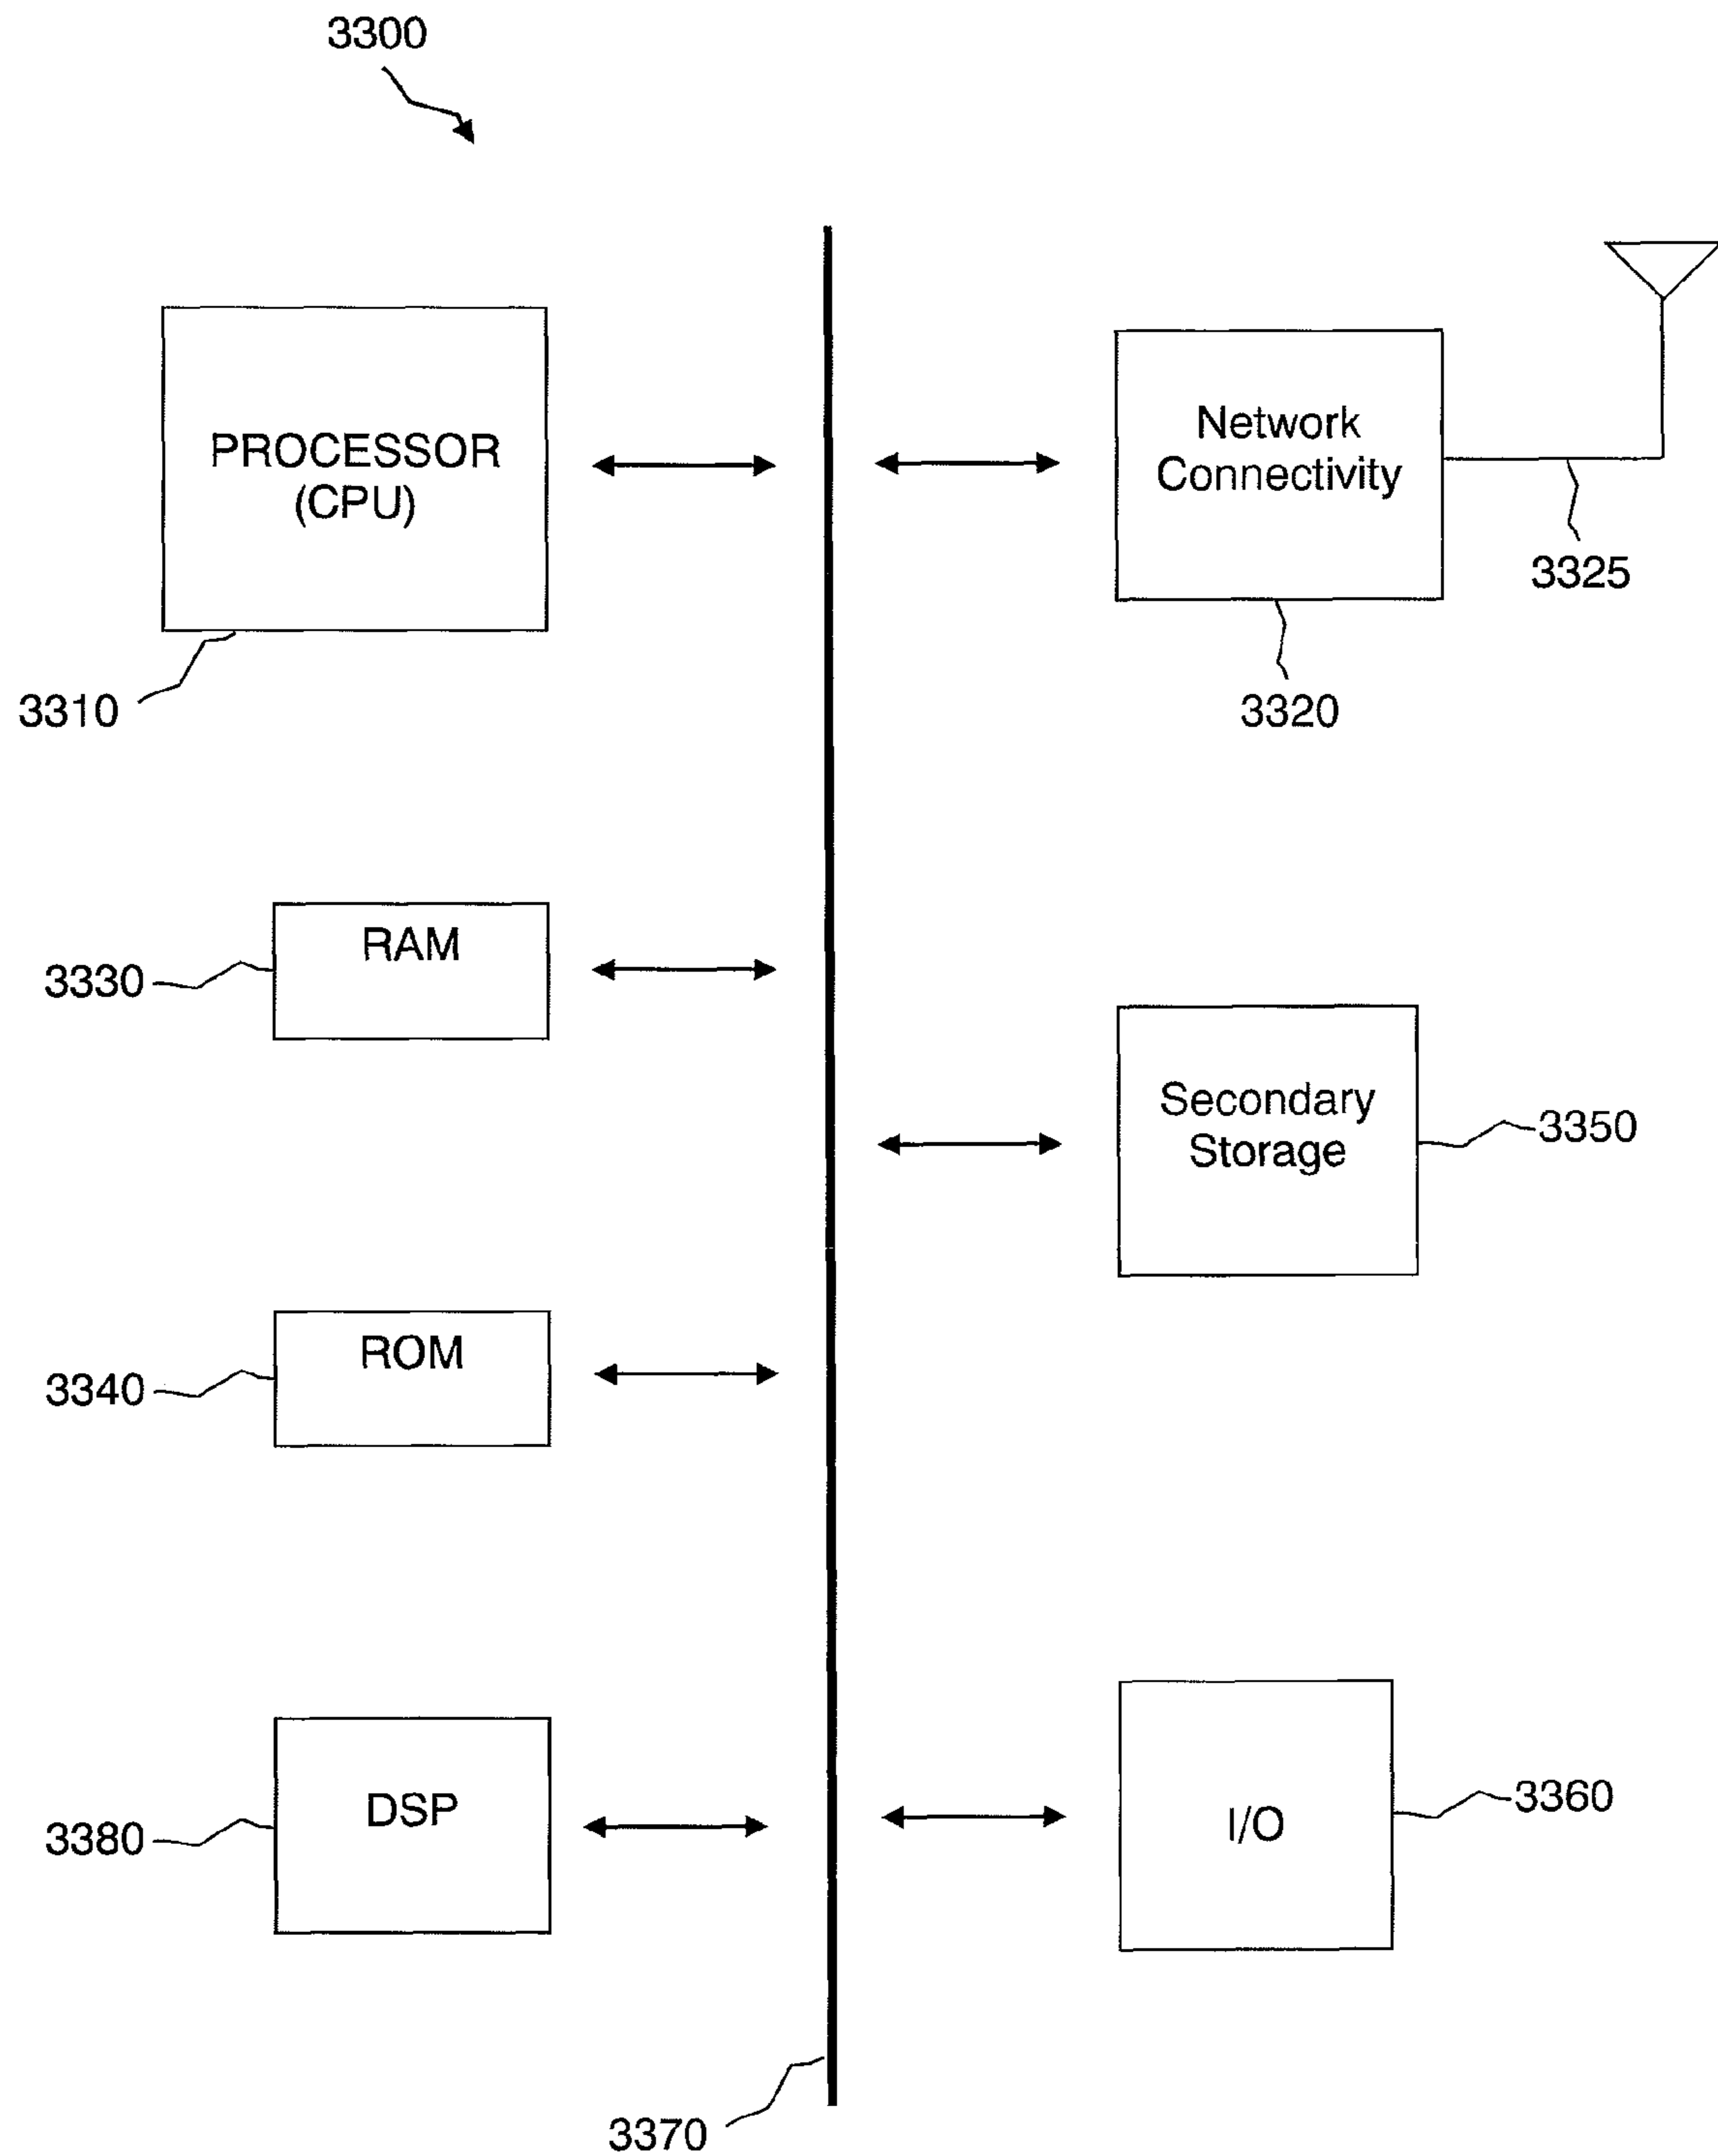 3300
PROCESSOR
(CPU)
3310
Network
Connectivity
3325
3320
RAM
3330
Secondary
Storage
3350
ROM
3340
DSP
3380
I/O
3360
3370